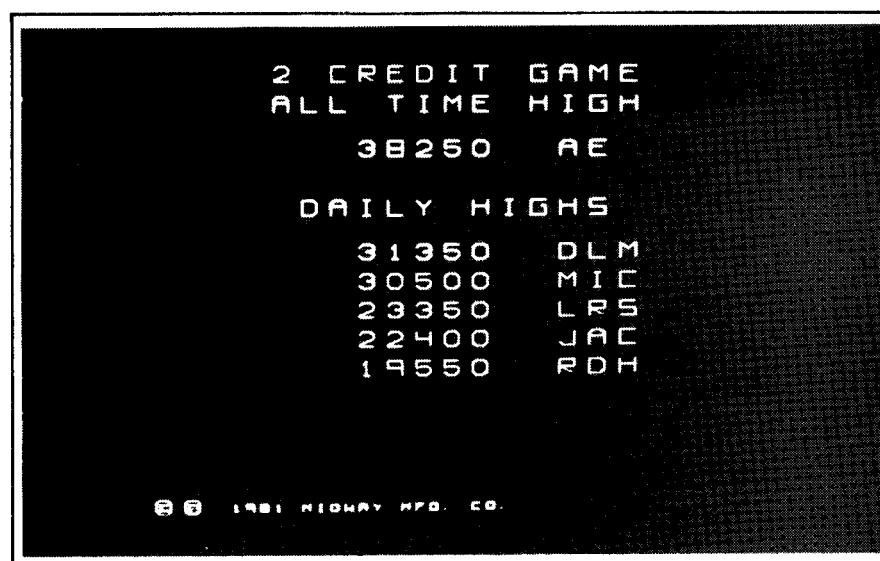 2 CREDIT GAME
ALL TIME HIGH
38250 AE
DAILY HIGHS
31350 DLM
30500 MIC
23350 LRS
22400 JAC
19550 RDH
1981 MIDWAY MFG. CO.